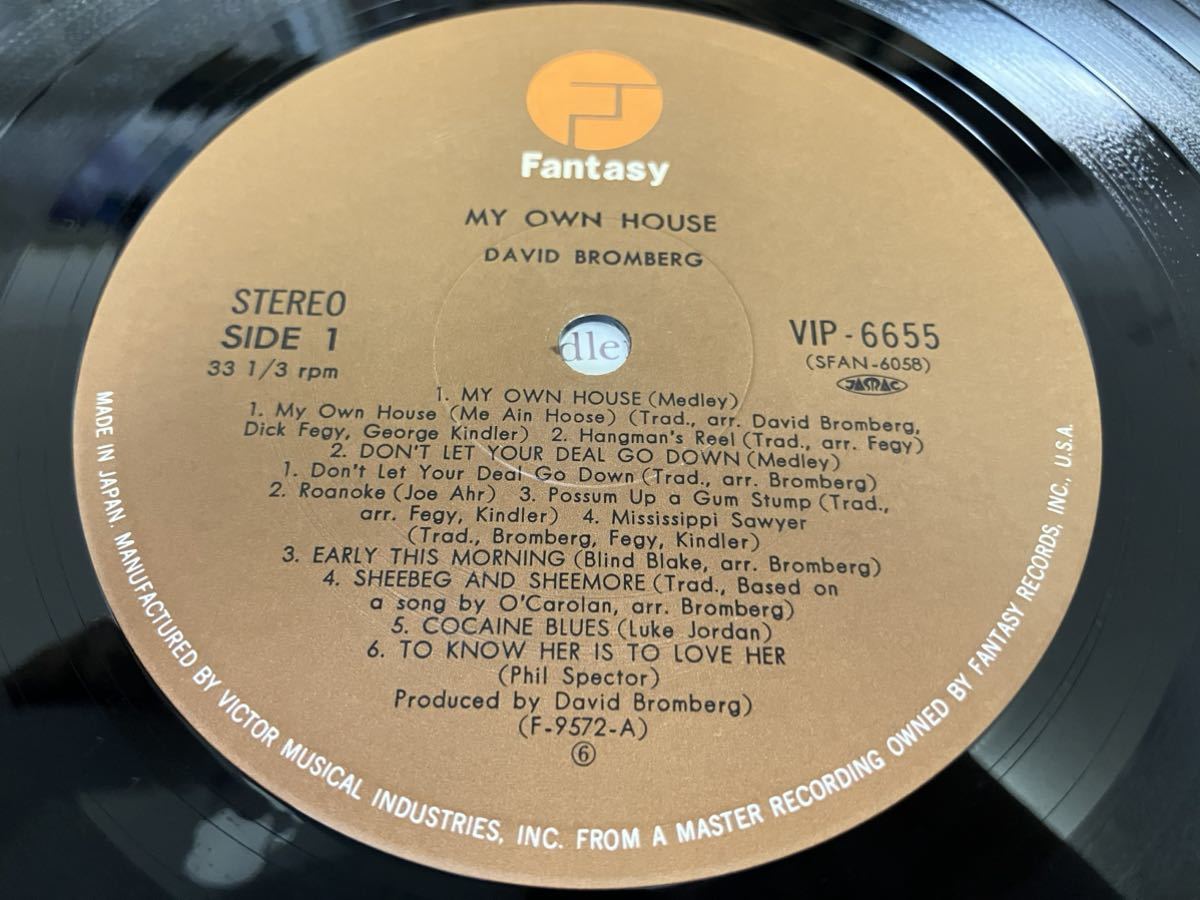 Fantasy
MY OWN HOUSE
DAVID BROMBERG
STEREO
SIDE 1
33 1/3 rpm
dle
VIP-6655
(SFAN-6058)
JASRAC
1. MY OWN HOUSE (Medley)
1. My Own House (Me Ain Hoose) (Trad., arr. David Bromberg,
Dick Fegy, George Kindler) 2. Hangman's Reel (Trad., arr. Fegy)
2. DON'T LET YOUR DEAL GO DOWN (Medley)
1. Don't Let Your Deal Go Down (Trad., arr. Bromberg)
2. Roanoke (Joe Ahr) 3. Possum Up a Gum Stump (Trad.,
arr. Fegy, Kindler) 4. Mississippi Sawyer
(Trad., Bromberg, Fegy, Kindler)
3. EARLY THIS MORNING (Blind Blake, arr. Bromberg)
4. SHEEBEG AND SHEEMORE (Trad., Based on
a song by O'Carolan, arr. Bromberg)
5. COCAINE BLUES (Luke Jordan)
6. TO KNOW HER IS TO LOVE HER
(Phil Spector)
Produced by David Bromberg)
(F-9572-A)
⑥
MADE IN JAPAN. MANUFACTURED BY VICTOR MUSICAL INDUSTRIES, INC. FROM A MASTER RECORDING OWNED BY FANTASY RECORDS, INC., U.S.A.